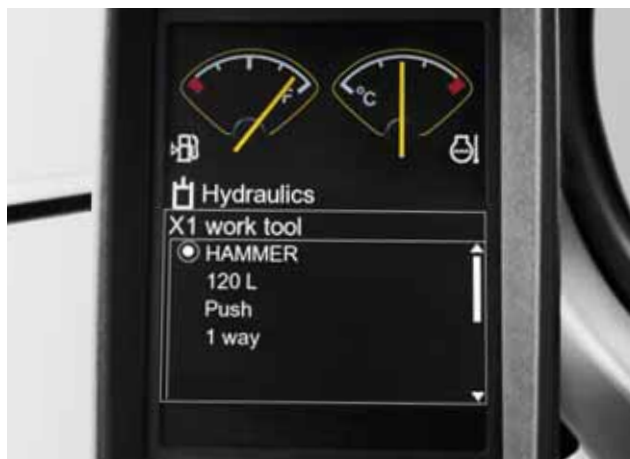 F
°C
Hydraulics
X1 work tool
HAMMER
120 L
Push
1 way